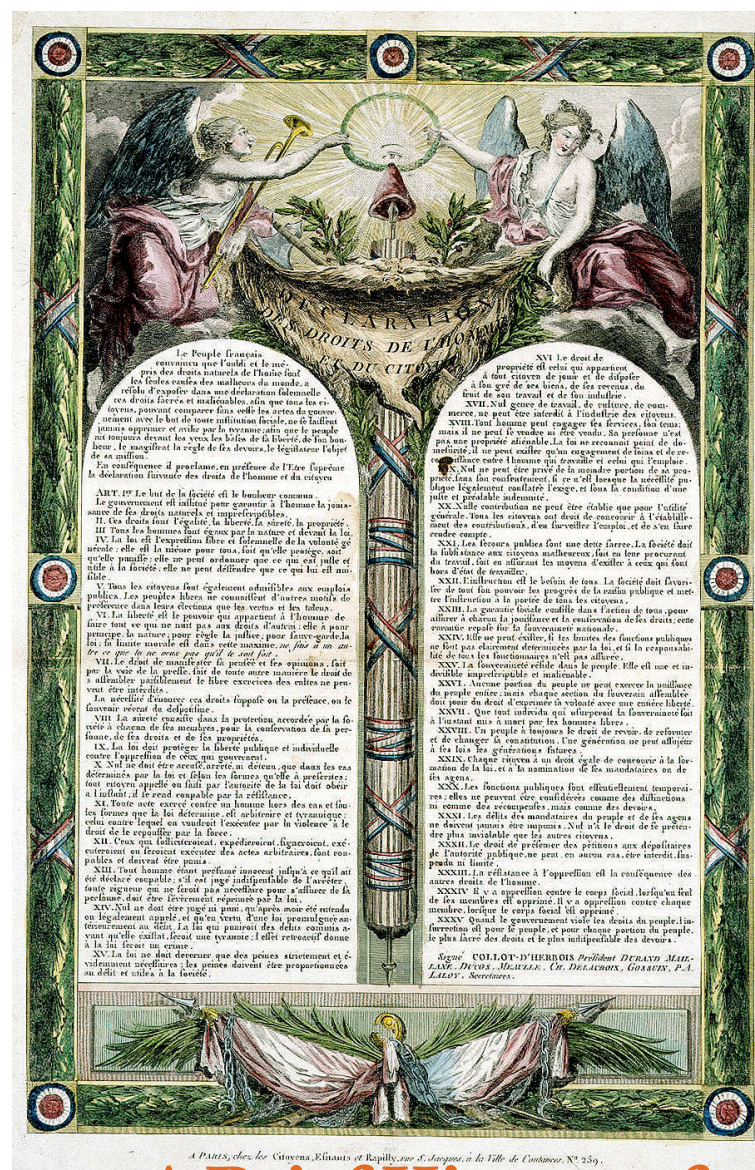 DECLARATION
DES DROITS DE L'HOMME
ET DU CITOYEN
Le Peuple français
convaincu que l'oubli et le mé-
pris des droits naturels de l'homme sont
les seules causes des malheurs du monde, a
résolu d'exposer dans une déclaration solemnelle
ces droits sacrés et inaliénables, afin que tous les ci-
toyens, pouvant comparer sans cesse les actes du gouver-
nement avec le but de toute institution sociale, ne se laissent
jamais opprimer et avilir par la tyrannie; afin que le peuple
ait toujours devant les yeux les bases de sa liberté, de son bon-
heur, le magistrat la règle de ses devoirs, le législateur l'objet
de sa mission.
En conséquence il proclame, en présence de l'Etre suprême
la déclaration suivante des droits de l'homme et du citoyen
ART. 1er Le but de la société est le bonheur commun.
Le gouvernement est institué pour garantir à l'homme la jouis-
sance de ses droits naturels et imprescriptibles.
II. Ces droits sont l'égalité, la liberté, la sûreté, la propriété.
III Tous les hommes sont égaux par la nature et devant la loi.
IV. La loi est l'expression libre et solemnelle de la volonté gé
nérale; elle est la même pour tous, soit qu'elle protège, soit
qu'elle punisse; elle ne peut ordonner que ce qui est juste et
utile à la société; elle ne peut deffendre que ce qui lui est nui-
sible.
V. Tous les citoyens sont également admissibles aux emplois
publics. Les peuples libres ne connoissent d'autres motifs de
préférence dans leurs élections que les vertus et les talens.
VI. La liberté est le pouvoir qui appartient à l'homme de
faire tout ce qui ne nuit pas aux droits d'autrui: elle a pour
principe, la nature; pour règle la justice; pour sauve-garde, la
loi; sa limite morale est dans cette maxime, ne fais à un au-
tre ce que tu ne veux pas qu'il te soit fait.
VII. Le droit de manifester sa pensée et ses opinions, soit
par la voie de la presse, soit de toute autre manière le droit de
s'assembler paisiblement le libre exercices des cultes ne peu-
vent être interdits.
La nécessité d'énoncer ces droits suppose ou la présence, ou le
souvenir récent du despotisme.
VIII La sûreté consiste dans la protection accordée par la so-
ciété à chacun de ses membres, pour la conservation de sa per-
sonne, de ses droits et de ses propriétés.
IX. La loi doit protéger la liberté publique et individuelle
contre l'oppression de ceux qui gouvernent.
X. Nul ne doit être accusé, arrêté, ni détenu, que dans les cas
déterminés par la loi et selon les formes qu'elle a prescrites;
tout citoyen appellé ou saisi par l'autorité de la loi doit obéir
à l'instant; il se rend coupable par la résistance.
XI. Toute acte exercé contre un homme hors des cas et sous
les formes que la loi détermine, est arbitraire et tyrannique;
celui contre lequel on voudroit l'exécuter par la violence a le
droit de le repousser par la force.
XII. Ceux qui solliciteroient, expédieroient, signeroient, exé-
cuteroient ou feroient exécuter des actes arbitraires, sont cou-
pables et doivent être punis.
XIII. Tout homme étant présumé innocent jusqu'à ce qu'il ait
été déclaré coupable; s'il est jugé indispensable de l'arrêter,
toute rigueur qui ne seroit pas nécessaire pour s'assurer de sa
personne, doit être sévèrement réprimée par la loi.
XIV. Nul ne doit être jugé ni puni, qu'après avoir été entendu
ou légalement appelé, et qu'en vertu d'une loi promulguée an-
térieurement au délit. La loi qui puniroit des délits commis a-
vant qu'elle existat, seroit une tyrannie; l'effet rétroactif donné
à la loi seroit un crime.
XV. La loi ne doit décerner que des peines strictement et é-
videmment nécessaires; les peines doivent être proportionnées
au délit et utiles à la société.
XVI Le droit de
propriété est celui qui appartient
à tout citoyen de jouir et de disposer
à son gré de ses biens, de ses revenus, du
fruit de son travail et de son industrie.
XVII. Nul genre de travail, de culture, de com-
merce, ne peut être interdit à l'industrie des citoyens.
XVIII. Tout homme peut engager ses services, son tems;
mais il ne peut se vendre ni être vendu. Sa personne n'est
pas une propriété aliénable. La loi ne reconnoit point de do-
mesticité; il ne peut exister qu'un engagement de soins et de re-
connoissance entre l'homme qui travaille et celui qui l'emploie.
XIX. Nul ne peut être privé de la moindre portion de sa pro-
priété, sans son consentement, si ce n'est lorsque la nécessité pu-
blique légalement constatée l'exige, et sous la condition d'une
juste et préalable indemnité.
XX. Nulle contribution ne peut être établie que pour l'utilité
générale. Tous les citoyens ont droit de concourir à l'établisse-
ment des contributions, d'en surveiller l'emploi, et de s'en faire
rendre compte.
XXI. Les secours publics sont une dette sacrée. La société doit
la subsistance aux citoyens malheureux, soit en leur procurant
du travail, soit en assurant les moyens d'exister à ceux qui sont
hors d'état de travailler.
XXII. L'instruction est le besoin de tous. La société doit favori-
ser de tout son pouvoir les progrès de la raison publique et met-
tre l'instruction à la portée de tous les citoyens.
XXIII. La garantie sociale consiste dans l'action de tous, pour
assurer à chacun la jouissance et la conservation de ses droits; cette
garantie repose sur la souveraineté nationale.
XXIV. Elle ne peut exister, si les limites des fonctions publiques
ne sont pas clairement déterminées par la loi, et si la responsabi-
lité de tous les fonctionnaires n'est pas assurée.
XXV. La souveraineté réside dans le peuple. Elle est une et in-
divisible imprescriptible et inaliénable.
XXVI. Aucune portion du peuple ne peut exercer la puissance
du peuple entier; mais chaque section du souverain assemblée
doit jouir du droit d'exprimer sa volonté avec une entière liberté.
XXVII. Que tout individu qui usurperoit la souveraineté soit
à l'instant mis à mort par les hommes libres.
XXVIII. Un peuple a toujours le droit de revoir, de reformer
et de changer sa constitution. Une génération ne peut assujeter
à ses lois les générations futures.
XXIX. Chaque citoyen a un droit égale de concourir à la for-
mation de la loi, et à la nomination de ses mandataires ou de
ses agens.
XXX. Les fonctions publiques sont essentiellement temporai-
res; elles ne peuvent être considérées comme des distinctions
ni comme des récompenses, mais comme des devoirs.
XXXI. Les délits des mandataires du peuple et de ses agens
ne doivent jamais être impunis. Nul n'a le droit de se préten-
dre plus inviolable que les autres citoyens.
XXXII. Le droit de présenter des pétitions aux dépositaires
de l'autorité publique, ne peut, en aucun cas, être interdit, sus-
pendu ni limité.
XXXIII. La résistance à l'oppression est la conséquence des
autres droits de l'homme.
XXXIV Il y a oppression contre le corps social, lorsqu'un seul
de ses membres est opprimé. Il y a oppression contre chaque
membre, lorsque le corps social est opprimé.
XXXV Quand le gouvernement viole les droits du peuple, l'in-
surrection est pour le peuple, et pour chaque portion du peuple,
le plus sacré des droits et le plus indispensable des devoirs.
Signé COLLOT-D'HERBOIS Président DURAND MAIL-
LANE, DUCOS, MEAULLE, CH. DELACROIX, GOSSUIN, P.A.
LALOY, Secretaires.
A PARIS, chez les Citoyens, Esnauts et Rapilly, rue S. Jacques, à la Ville de Coutances, N°. 259.